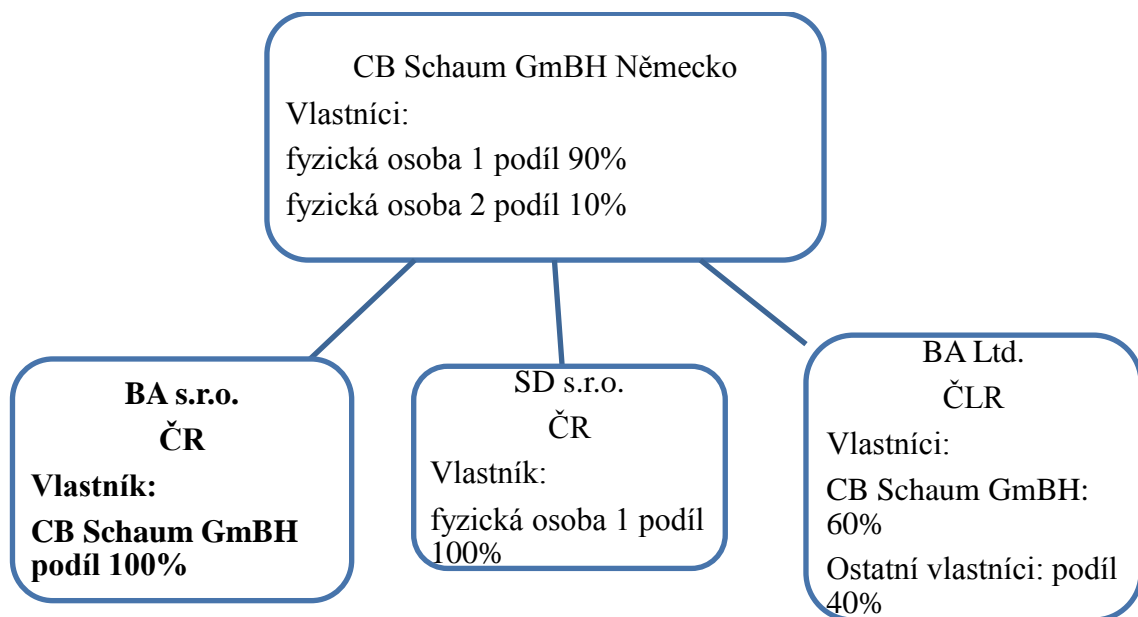 CB Schaum GmBH Německo
Vlastníci:
fyzická osoba 1 podíl 90%
fyzická osoba 2 podíl 10%
BA s.r.o.
ČR
Vlastník:
CB Schaum GmBH
podíl 100%
SD s.r.o.
ČR
Vlastník:
fyzická osoba 1 podíl
100%
BA Ltd.
ČLR
Vlastníci:
CB Schaum GmBH:
60%
Ostatní vlastníci: podíl
40%